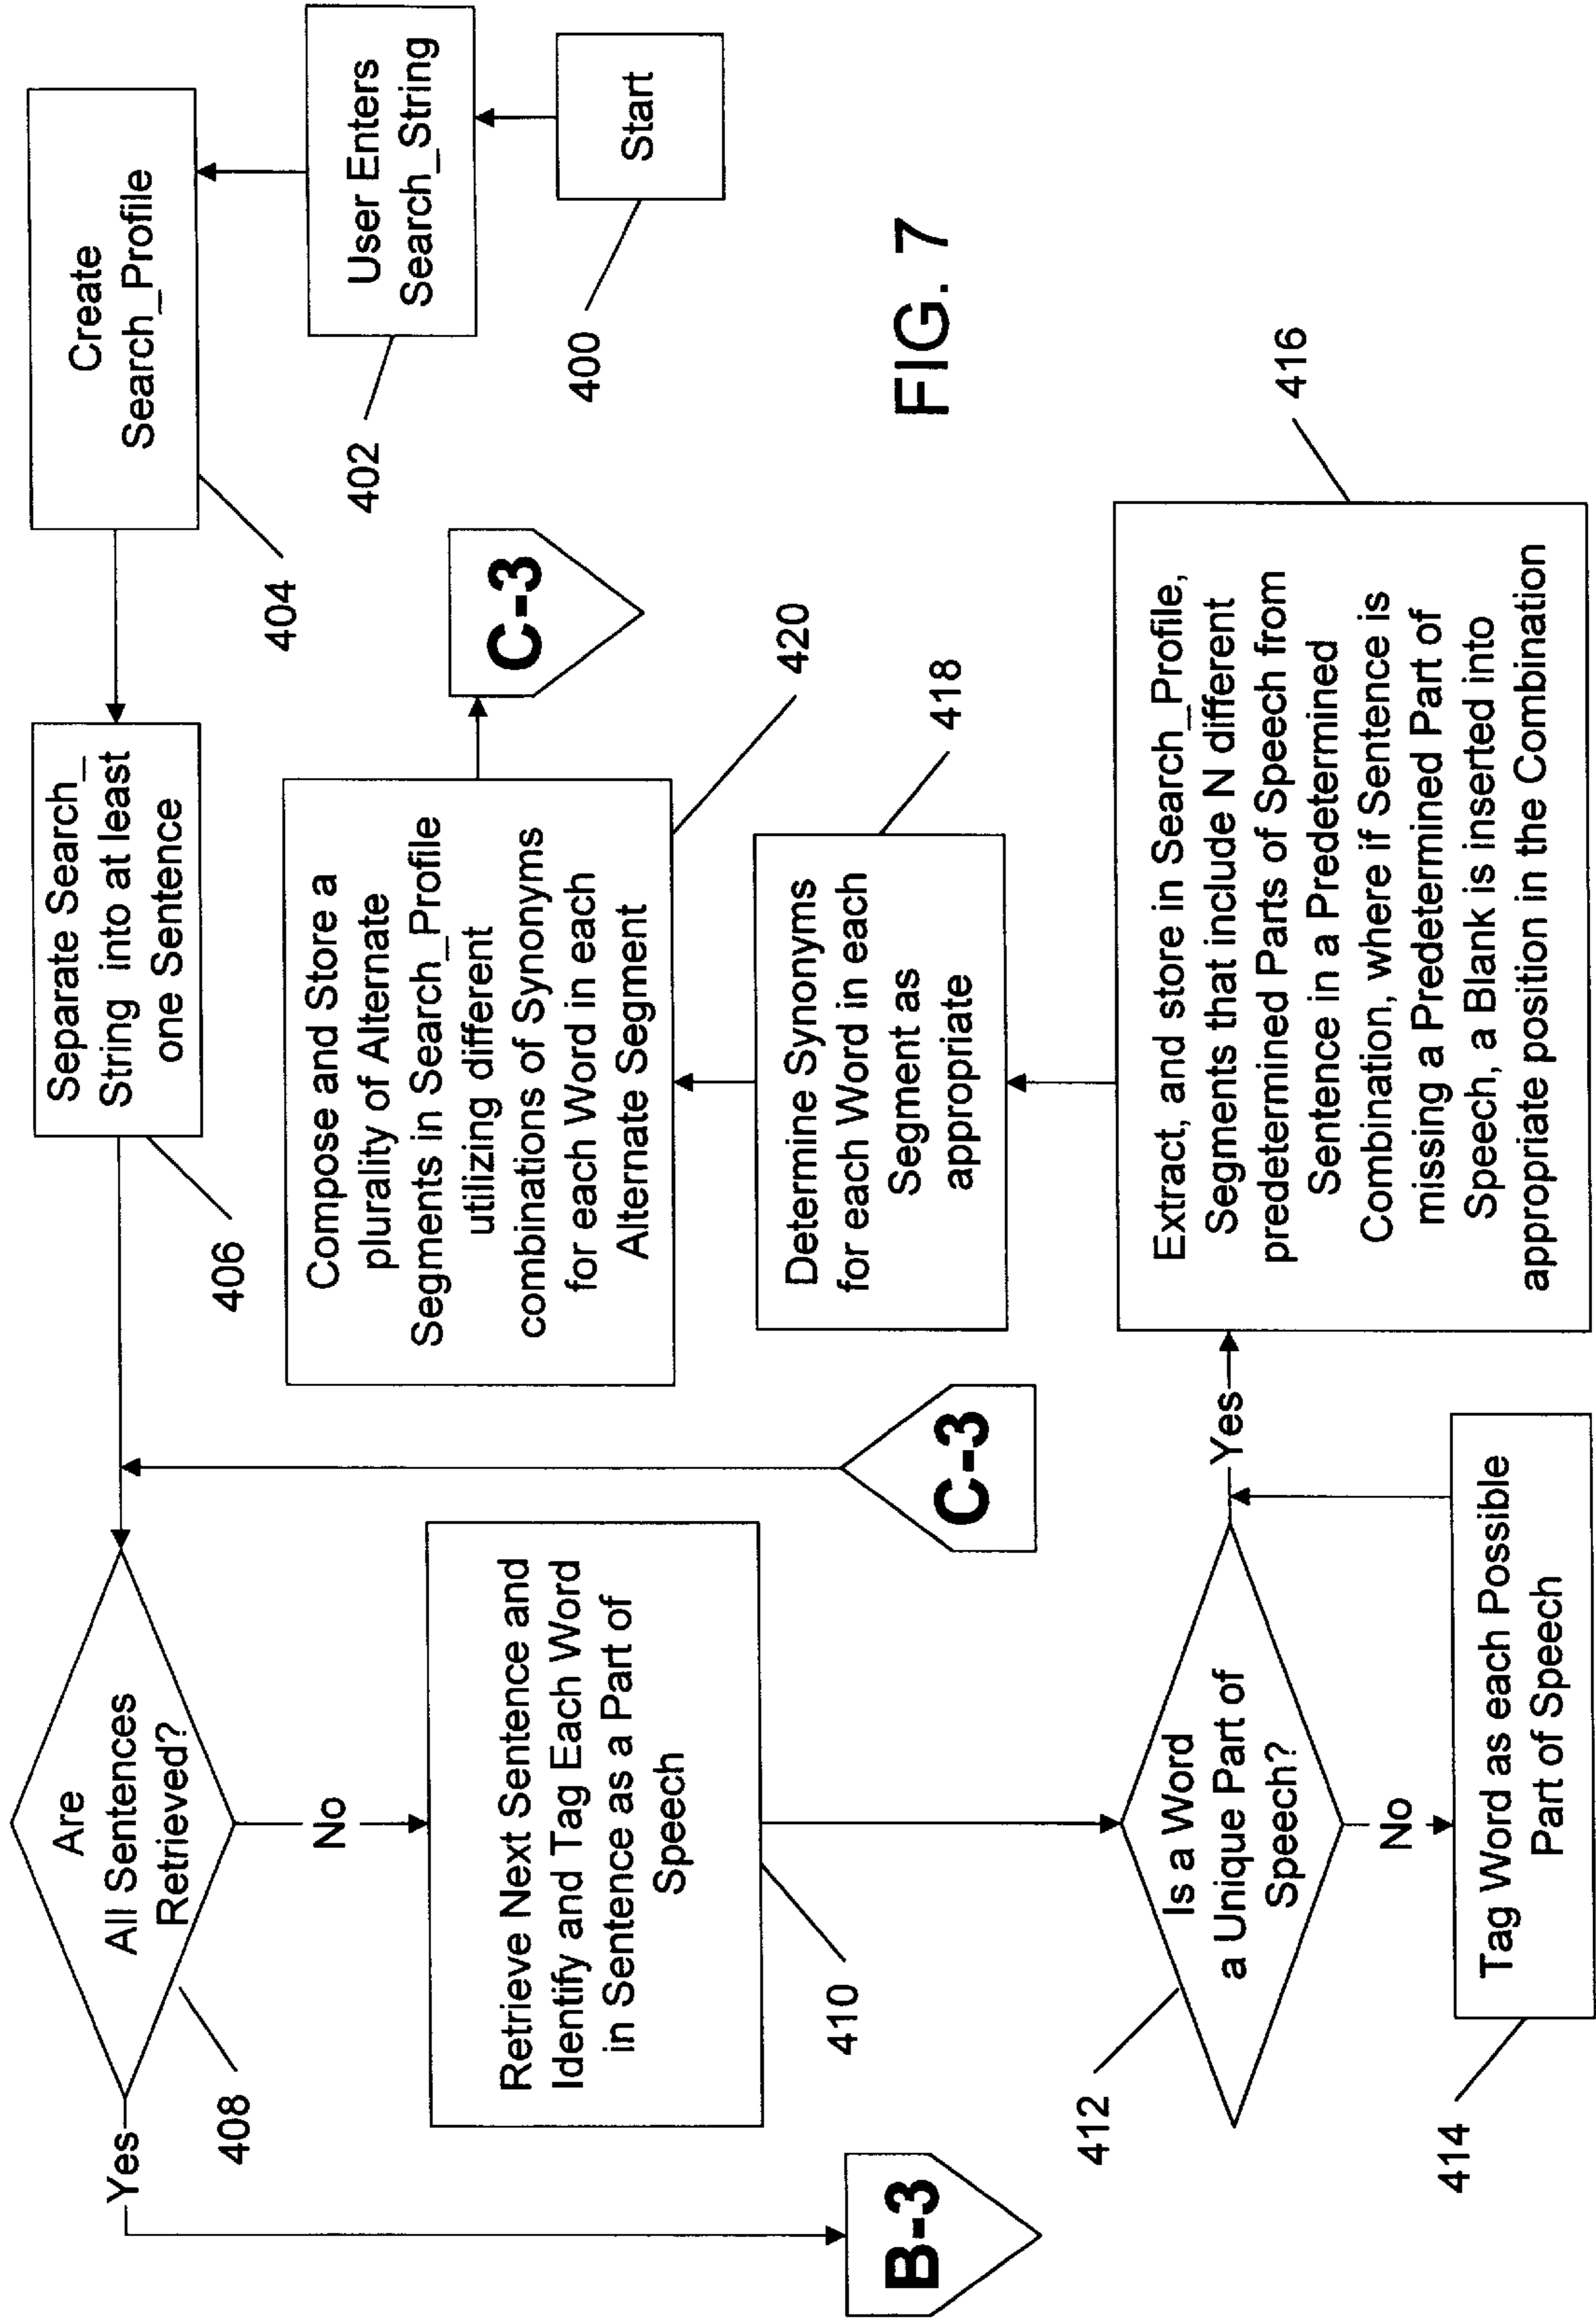 Start
400
User Enters
Search_String
402
Create
Search_Profile
404
Separate Search_
String into at least
one Sentence
406
Are
All Sentences
Retrieved?
408
Yes
B-3
No
Retrieve Next Sentence and
Identify and Tag Each Word
in Sentence as a Part of
Speech
410
C-3
Is a Word
a Unique Part of
Speech?
412
No
Tag Word as each Possible
Part of Speech
414
Yes
Extract, and store in Search_Profile,
Segments that include N different
predetermined Parts of Speech from
Sentence in a Predetermined
Combination, where if Sentence is
missing a Predetermined Part of
Speech, a Blank is inserted into
appropriate position in the Combination
416
Determine Synonyms
for each Word in each
Segment as
appropriate
418
Compose and Store a
plurality of Alternate
Segments in Search_Profile
utilizing different
combinations of Synonyms
for each Word in each
Alternate Segment
420
C-3
FIG. 7